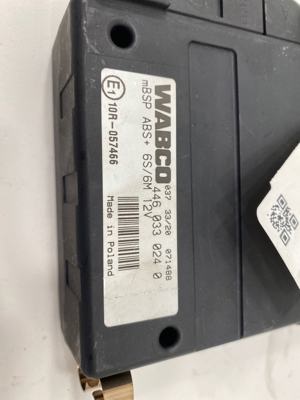 WABCO
037 33/20 071488
446 033 024 0
mBSP ABS+ 6S/6M 12V
E1
10R-057466
Made in Poland